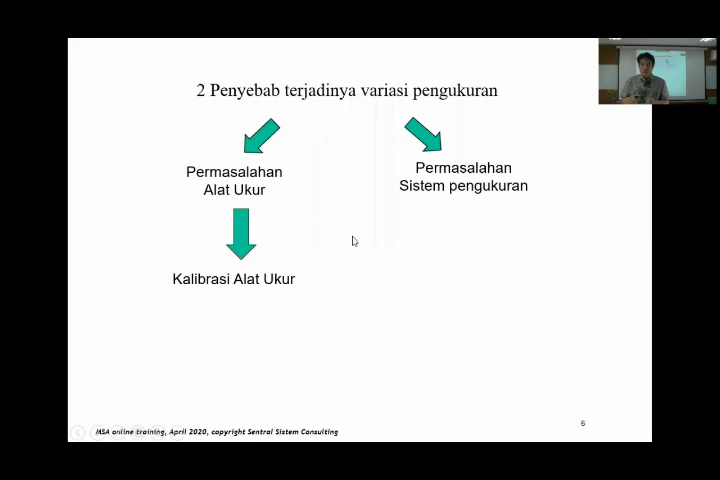 2 Penyebab terjadinya variasi pengukuran
Permasalahan
Alat Ukur
Permasalahan
Sistem pengukuran
Kalibrasi Alat Ukur
6
MSA online training, April 2020, copyright Sentral Sistem Consulting